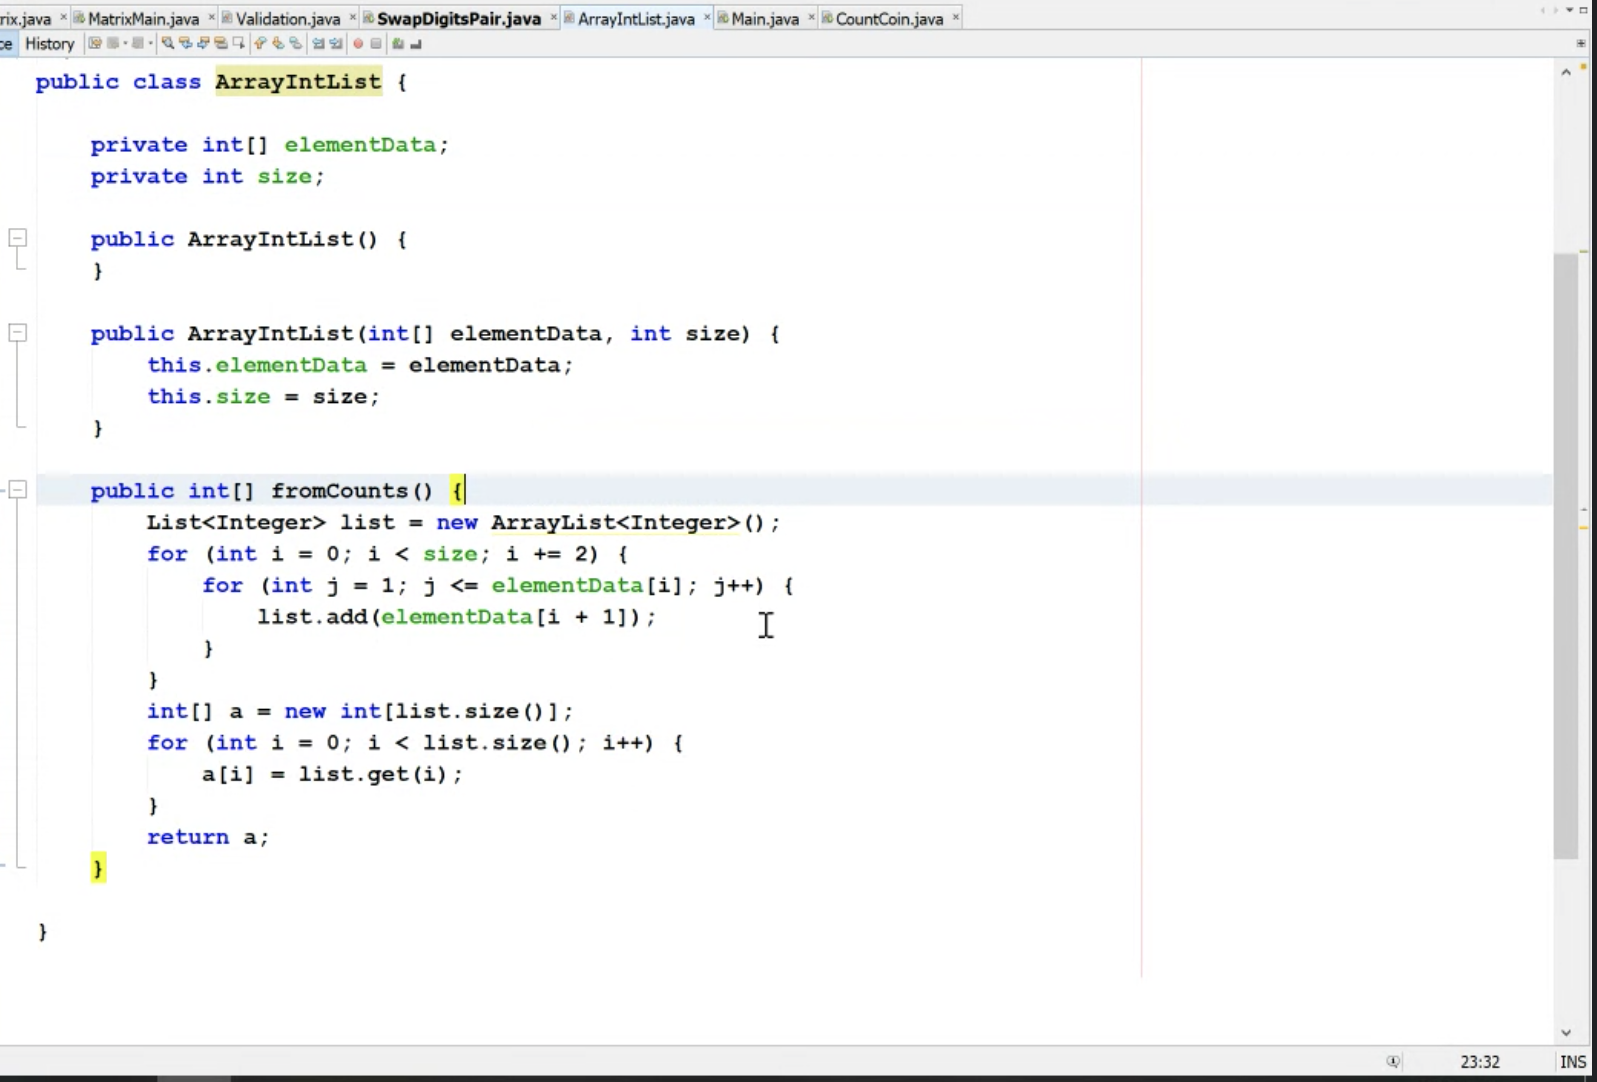 rix.java × MatrixMain.java × Validation.java × SwapDigitsPair.java × ArrayIntList.java × Main.java × CountCoin.java ×
ce History
public class ArrayIntList {
private int[] elementData;
private int size;
public ArrayIntList() {
}
public ArrayIntList(int[] elementData, int size) {
this.elementData = elementData;
this.size = size;
}
public int[] fromCounts() {
List<Integer> list = new ArrayList<Integer>();
for (int i = 0; i < size; i += 2) {
for (int j = 1; j <= elementData[i]; j++) {
list.add(elementData[i + 1]);
}
}
int[] a = new int[list.size()];
for (int i = 0; i < list.size(); i++) {
a[i] = list.get(i);
}
return a;
}
}
23:32 INS